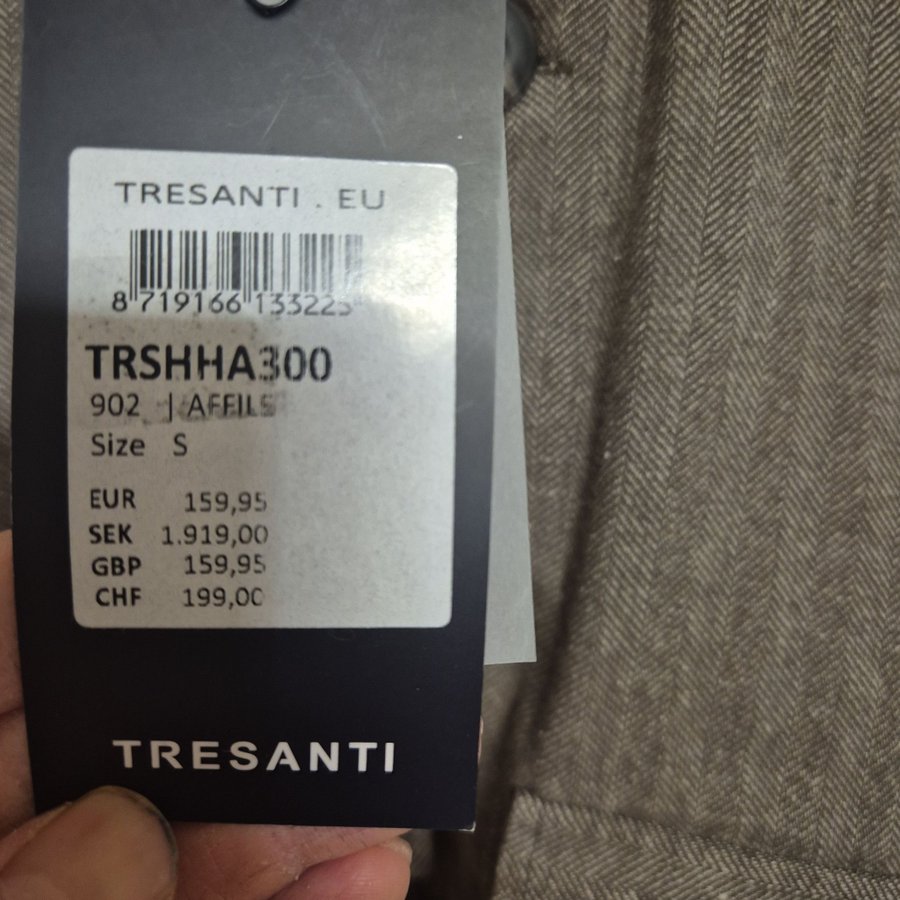 TRESANTI . EU
8 719166 133225
TRSHHA300
902 | AFFILS
Size S
EUR 159,95
SEK 1.919,00
GBP 159,95
CHF 199,00
TRESANTI